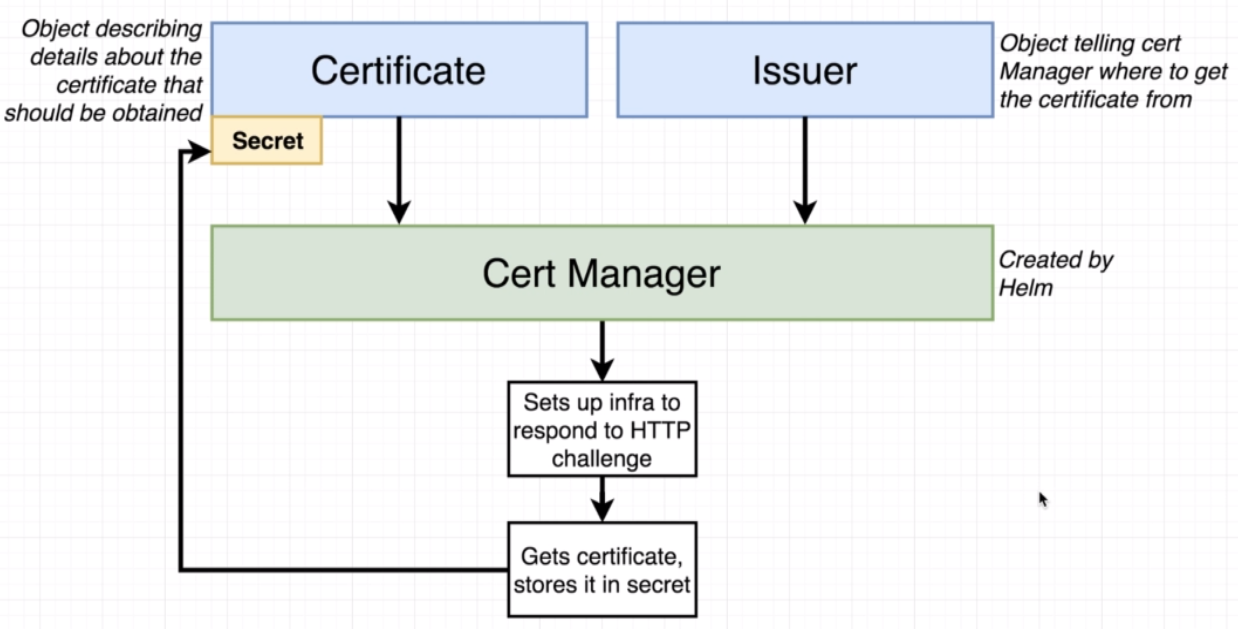 Object describing
details about the
certificate that
should be obtained
Certificate
Issuer
Object telling cert
Manager where to get
the certificate from
Secret
Cert Manager
Created by
Helm
Sets up infra to
respond to HTTP
challenge
Gets certificate,
stores it in secret